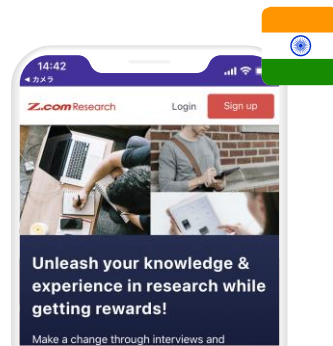 14:42
◀ カメラ
Z.com Research
Login
Sign up
Unleash your knowledge &
experience in research while
getting rewards!
Make a change through interviews and